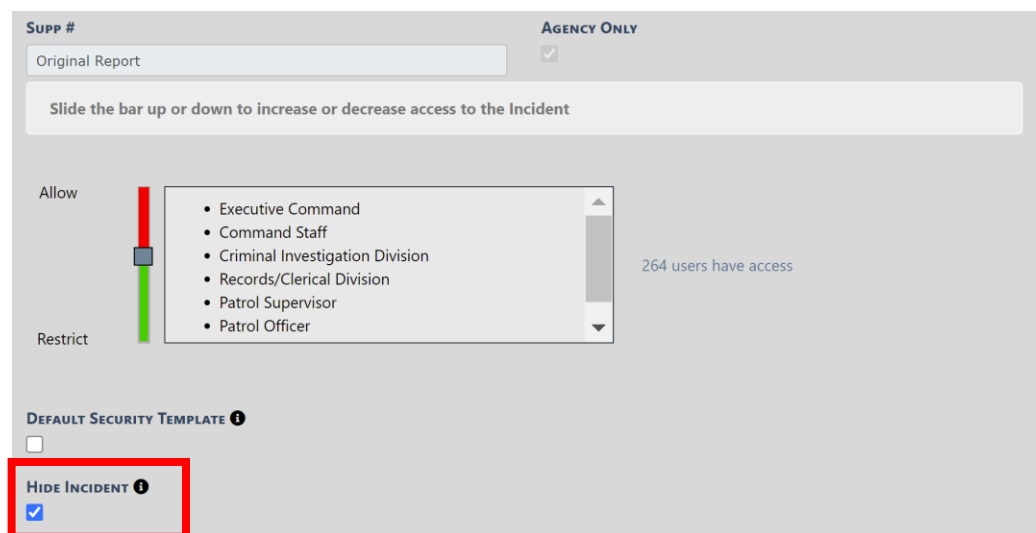 SUPP #
AGENCY ONLY
Original Report
Slide the bar up or down to increase or decrease access to the Incident
Allow
• Executive Command
• Command Staff
• Criminal Investigation Division
• Records/Clerical Division
• Patrol Supervisor
• Patrol Officer
264 users have access
Restrict
DEFAULT SECURITY TEMPLATE
HIDE INCIDENT